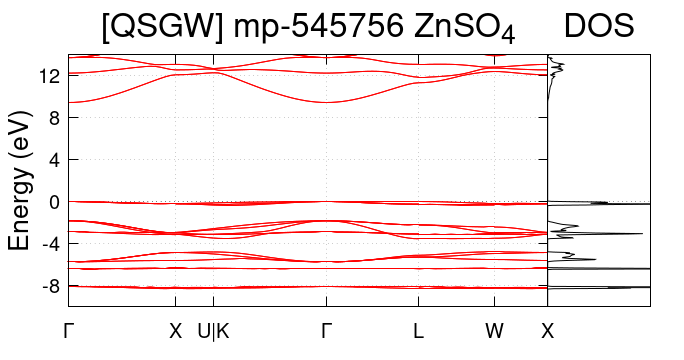 [QSGW] mp-545756 ZnSO4 DOS
Energy (eV)
12
8
4
0
-4
-8
Γ X U|K Γ L W X